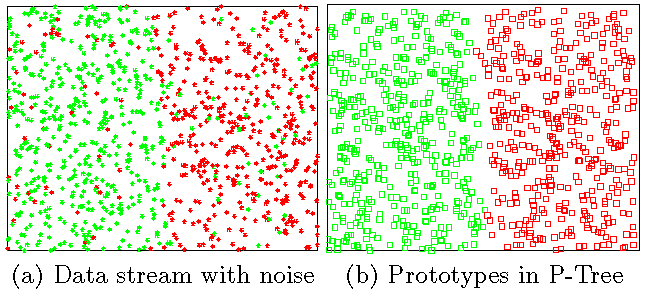 (a) Data stream with noise
(b) Prototypes in P-Tree